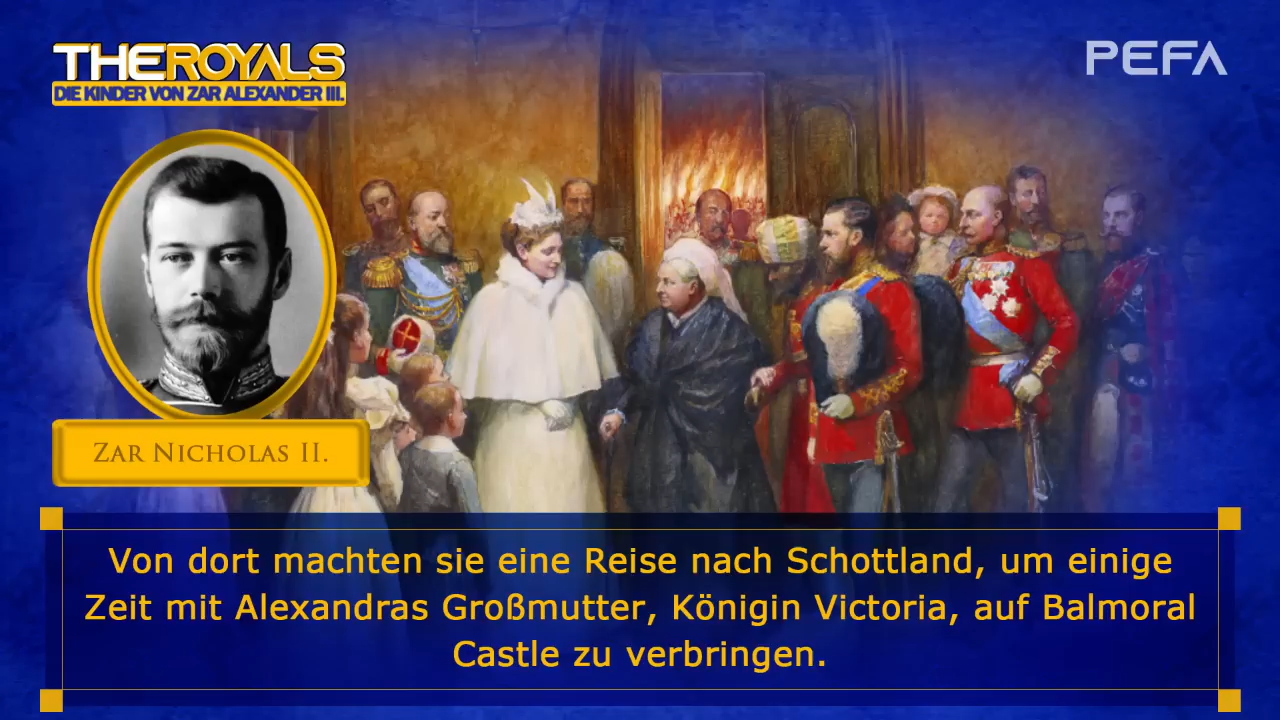 THEROYALS
DIE KINDER VON ZAR ALEXANDER III.
PEFA
Zar Nicholas II.
Von dort machten sie eine Reise nach Schottland, um einige
Zeit mit Alexandras Großmutter, Königin Victoria, auf Balmoral
Castle zu verbringen.